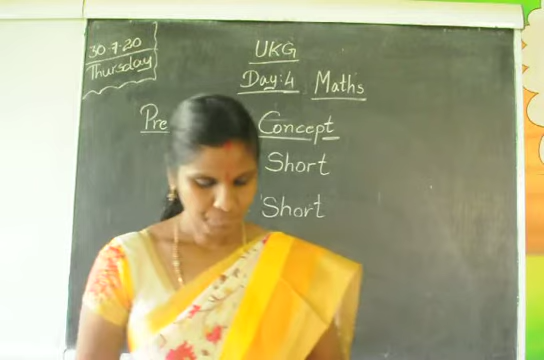 30·7·20
Thursday
UKG
Day:4 Maths
Pre Concept
Short
Short